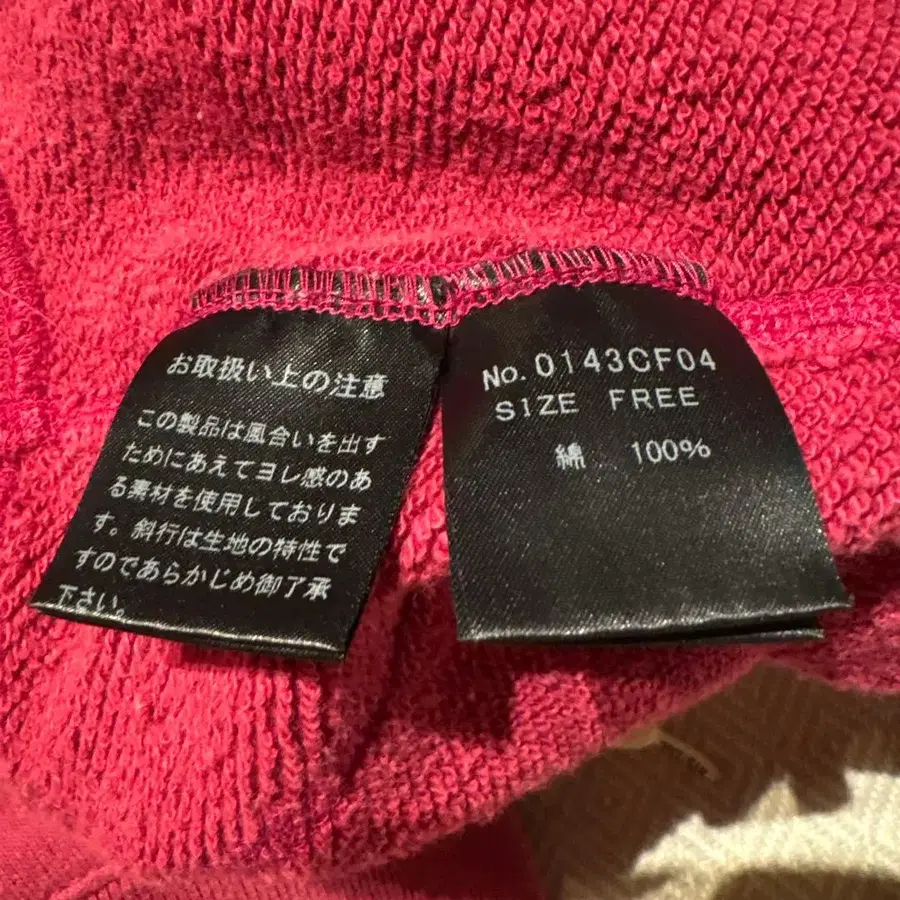 お取扱い上の注意
この製品は風合いを出す
ためにあえてヨレ感のあ
る素材を使用しておりま
す。斜行は生地の特性で
すのであらかじめ御了承
下さい。
No. 0143CF04
SIZE FREE
綿 100%